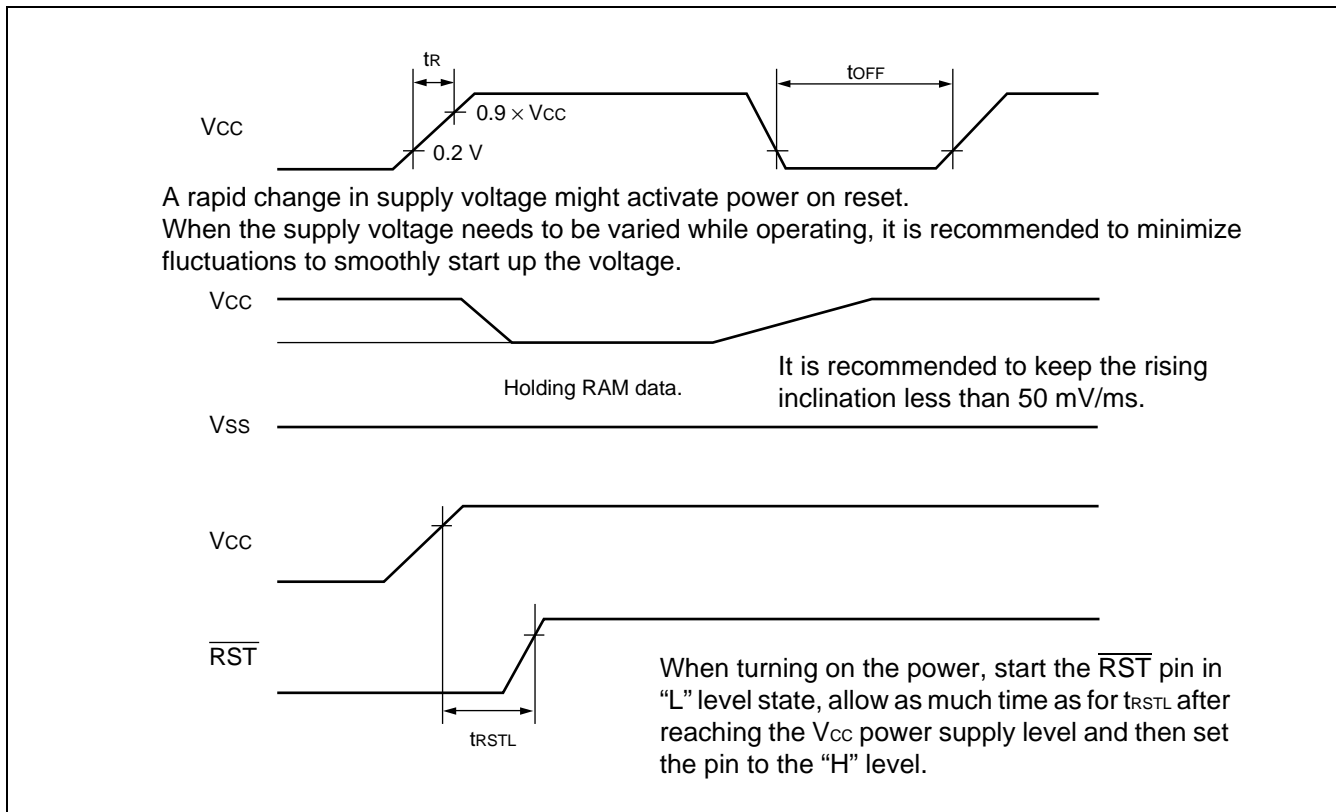 tR
tOFF
VCC
0.9 × VCC
0.2 V
A rapid change in supply voltage might activate power on reset.
When the supply voltage needs to be varied while operating, it is recommended to minimize
fluctuations to smoothly start up the voltage.
VCC
It is recommended to keep the rising
inclination less than 50 mV/ms.
Holding RAM data.
VSS
VCC
RST
When turning on the power, start the RST pin in
“L” level state, allow as much time as for tRSTL after
reaching the VCC power supply level and then set
the pin to the “H” level.
tRSTL